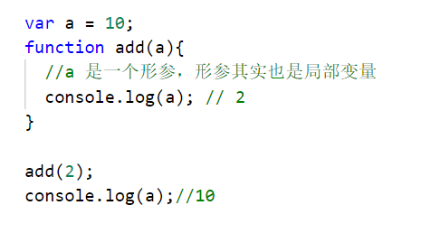 var a = 10;
function add(a){
//a 是一个形参，形参其实也是局部变量
console.log(a); // 2
}
add(2);
console.log(a);//10